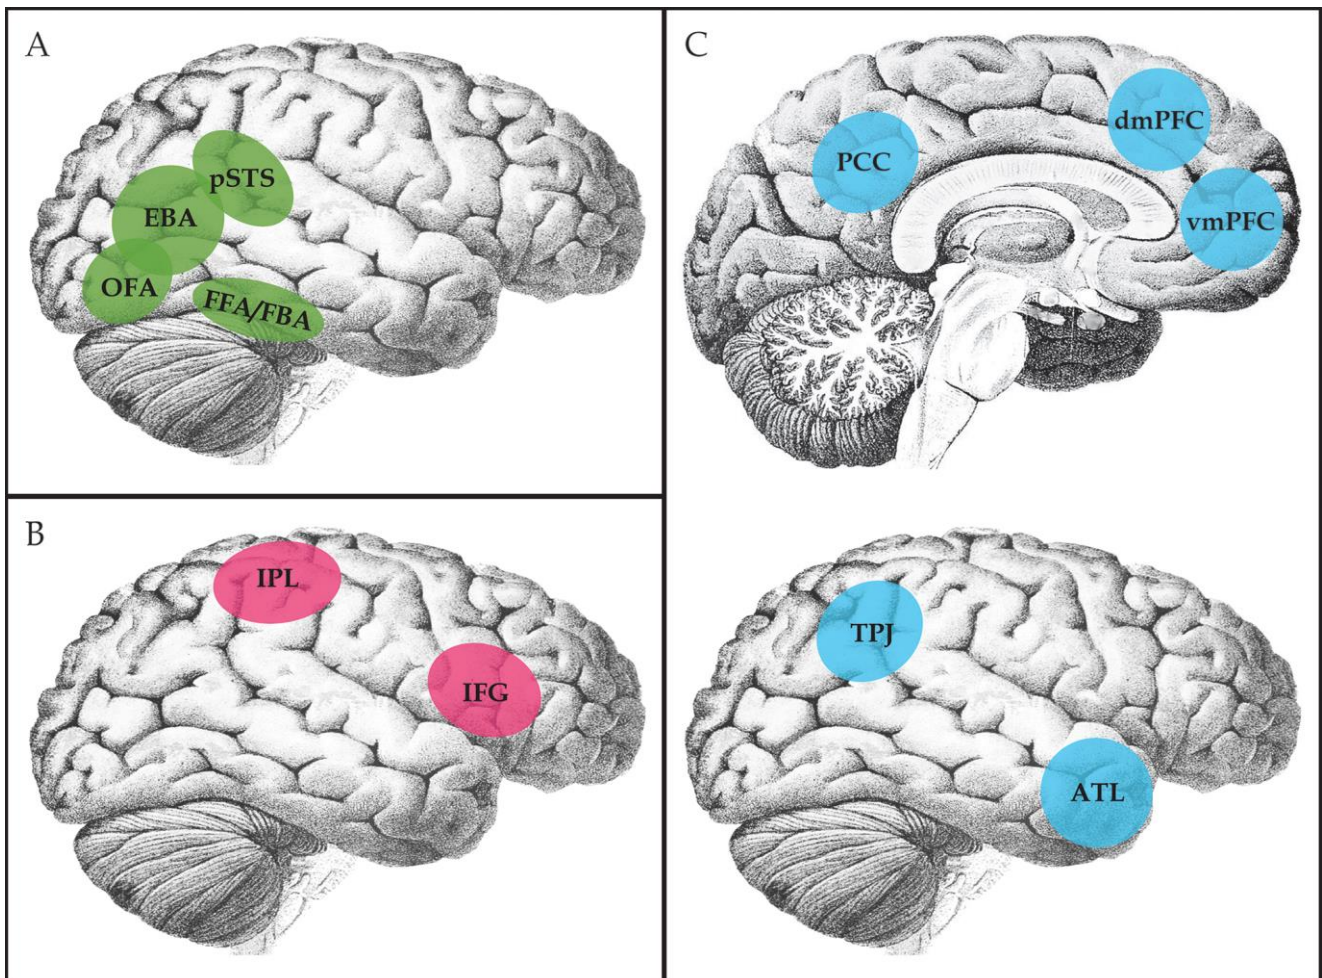 A
pSTS
EBA
OFA
FFA/FBA
B
IPL
IFG
C
dmPFC
PCC
vmPFC
TPJ
ATL